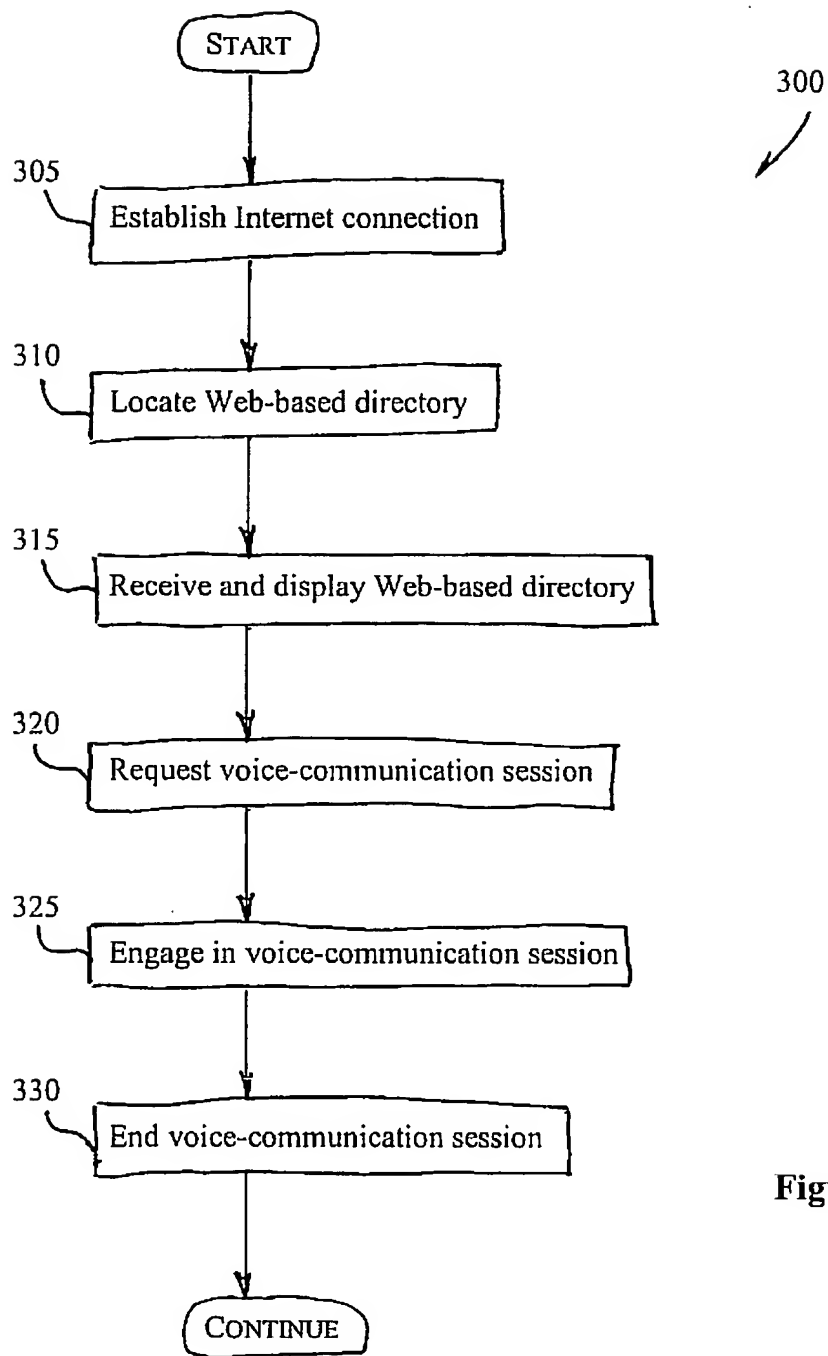 START
300
305
Establish Internet connection
310
Locate Web-based directory
315
Receive and display Web-based directory
320
Request voice-communication session
325
Engage in voice-communication session
330
End voice-communication session
Fig
CONTINUE